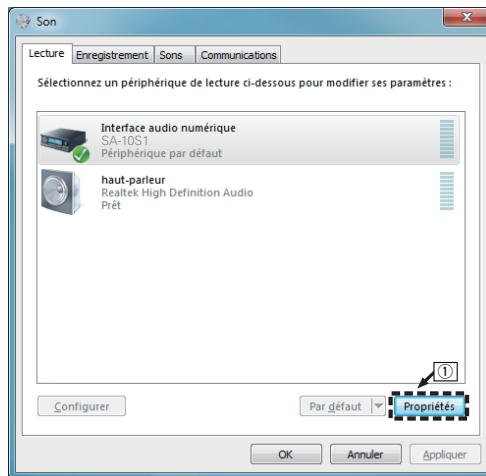 Son
Lecture Enregistrement Sons Communications
Sélectionnez un périphérique de lecture ci-dessous pour modifier ses paramètres :
Interface audio numérique
SA-10S1
Périphérique par défaut
haut-parleur
Realtek High Definition Audio
Prêt
①
Configurer Par défaut Propriétés
OK Annuler Appliquer